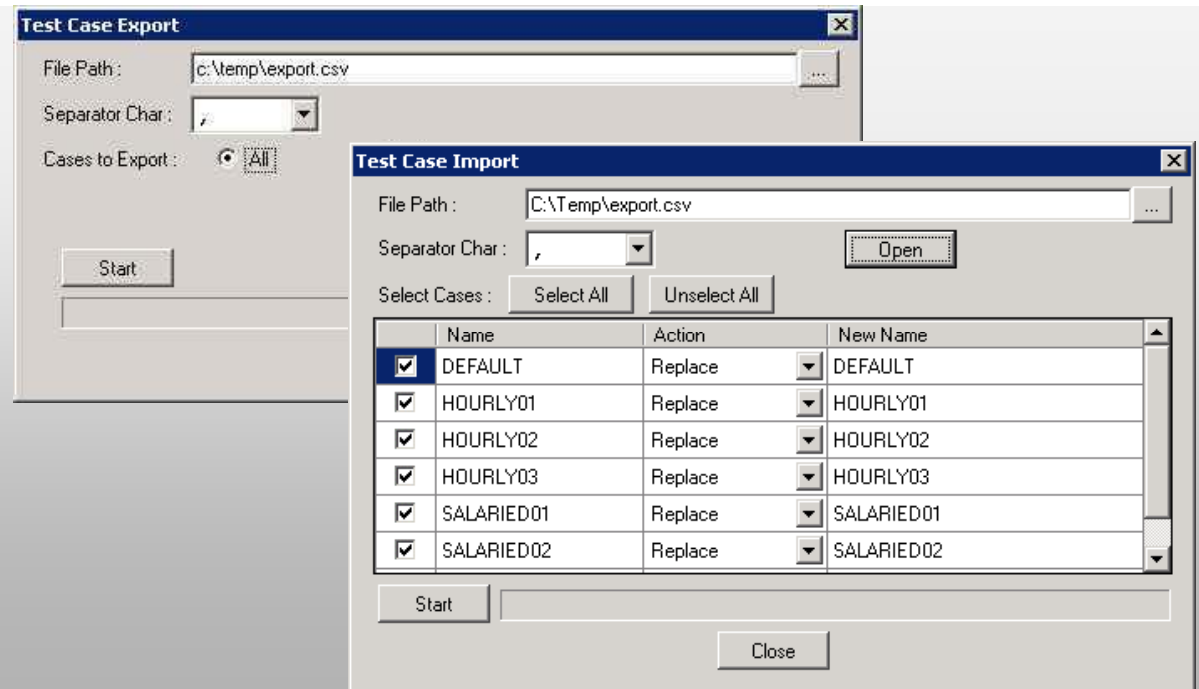 Test Case Export
File Path : c:\temp\export.csv ...
Separator Char : ,
Cases to Export : All
Start
Test Case Import
File Path : C:\Temp\export.csv ...
Separator Char : , Open
Select Cases : Select All Unselect All
Name Action New Name
DEFAULT Replace DEFAULT
HOURLY01 Replace HOURLY01
HOURLY02 Replace HOURLY02
HOURLY03 Replace HOURLY03
SALARIED01 Replace SALARIED01
SALARIED02 Replace SALARIED02
Start
Close